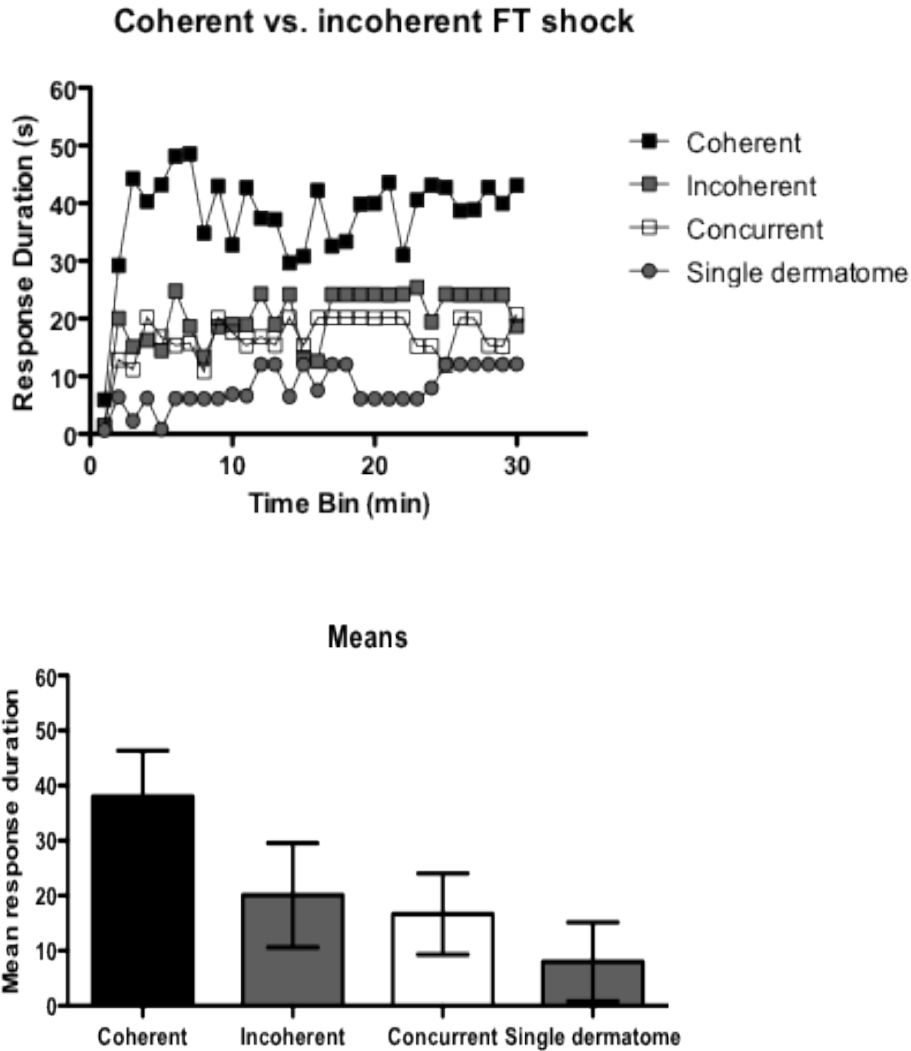 Coherent vs. incoherent FT shock
60
50
40
30
20
10
0
Response Duration (s)
0 10 20 30
Time Bin (min)
Coherent
Incoherent
Concurrent
Single dermatome
Means
60
50
40
30
20
10
0
Mean response duration
Coherent Incoherent Concurrent Single dermatome